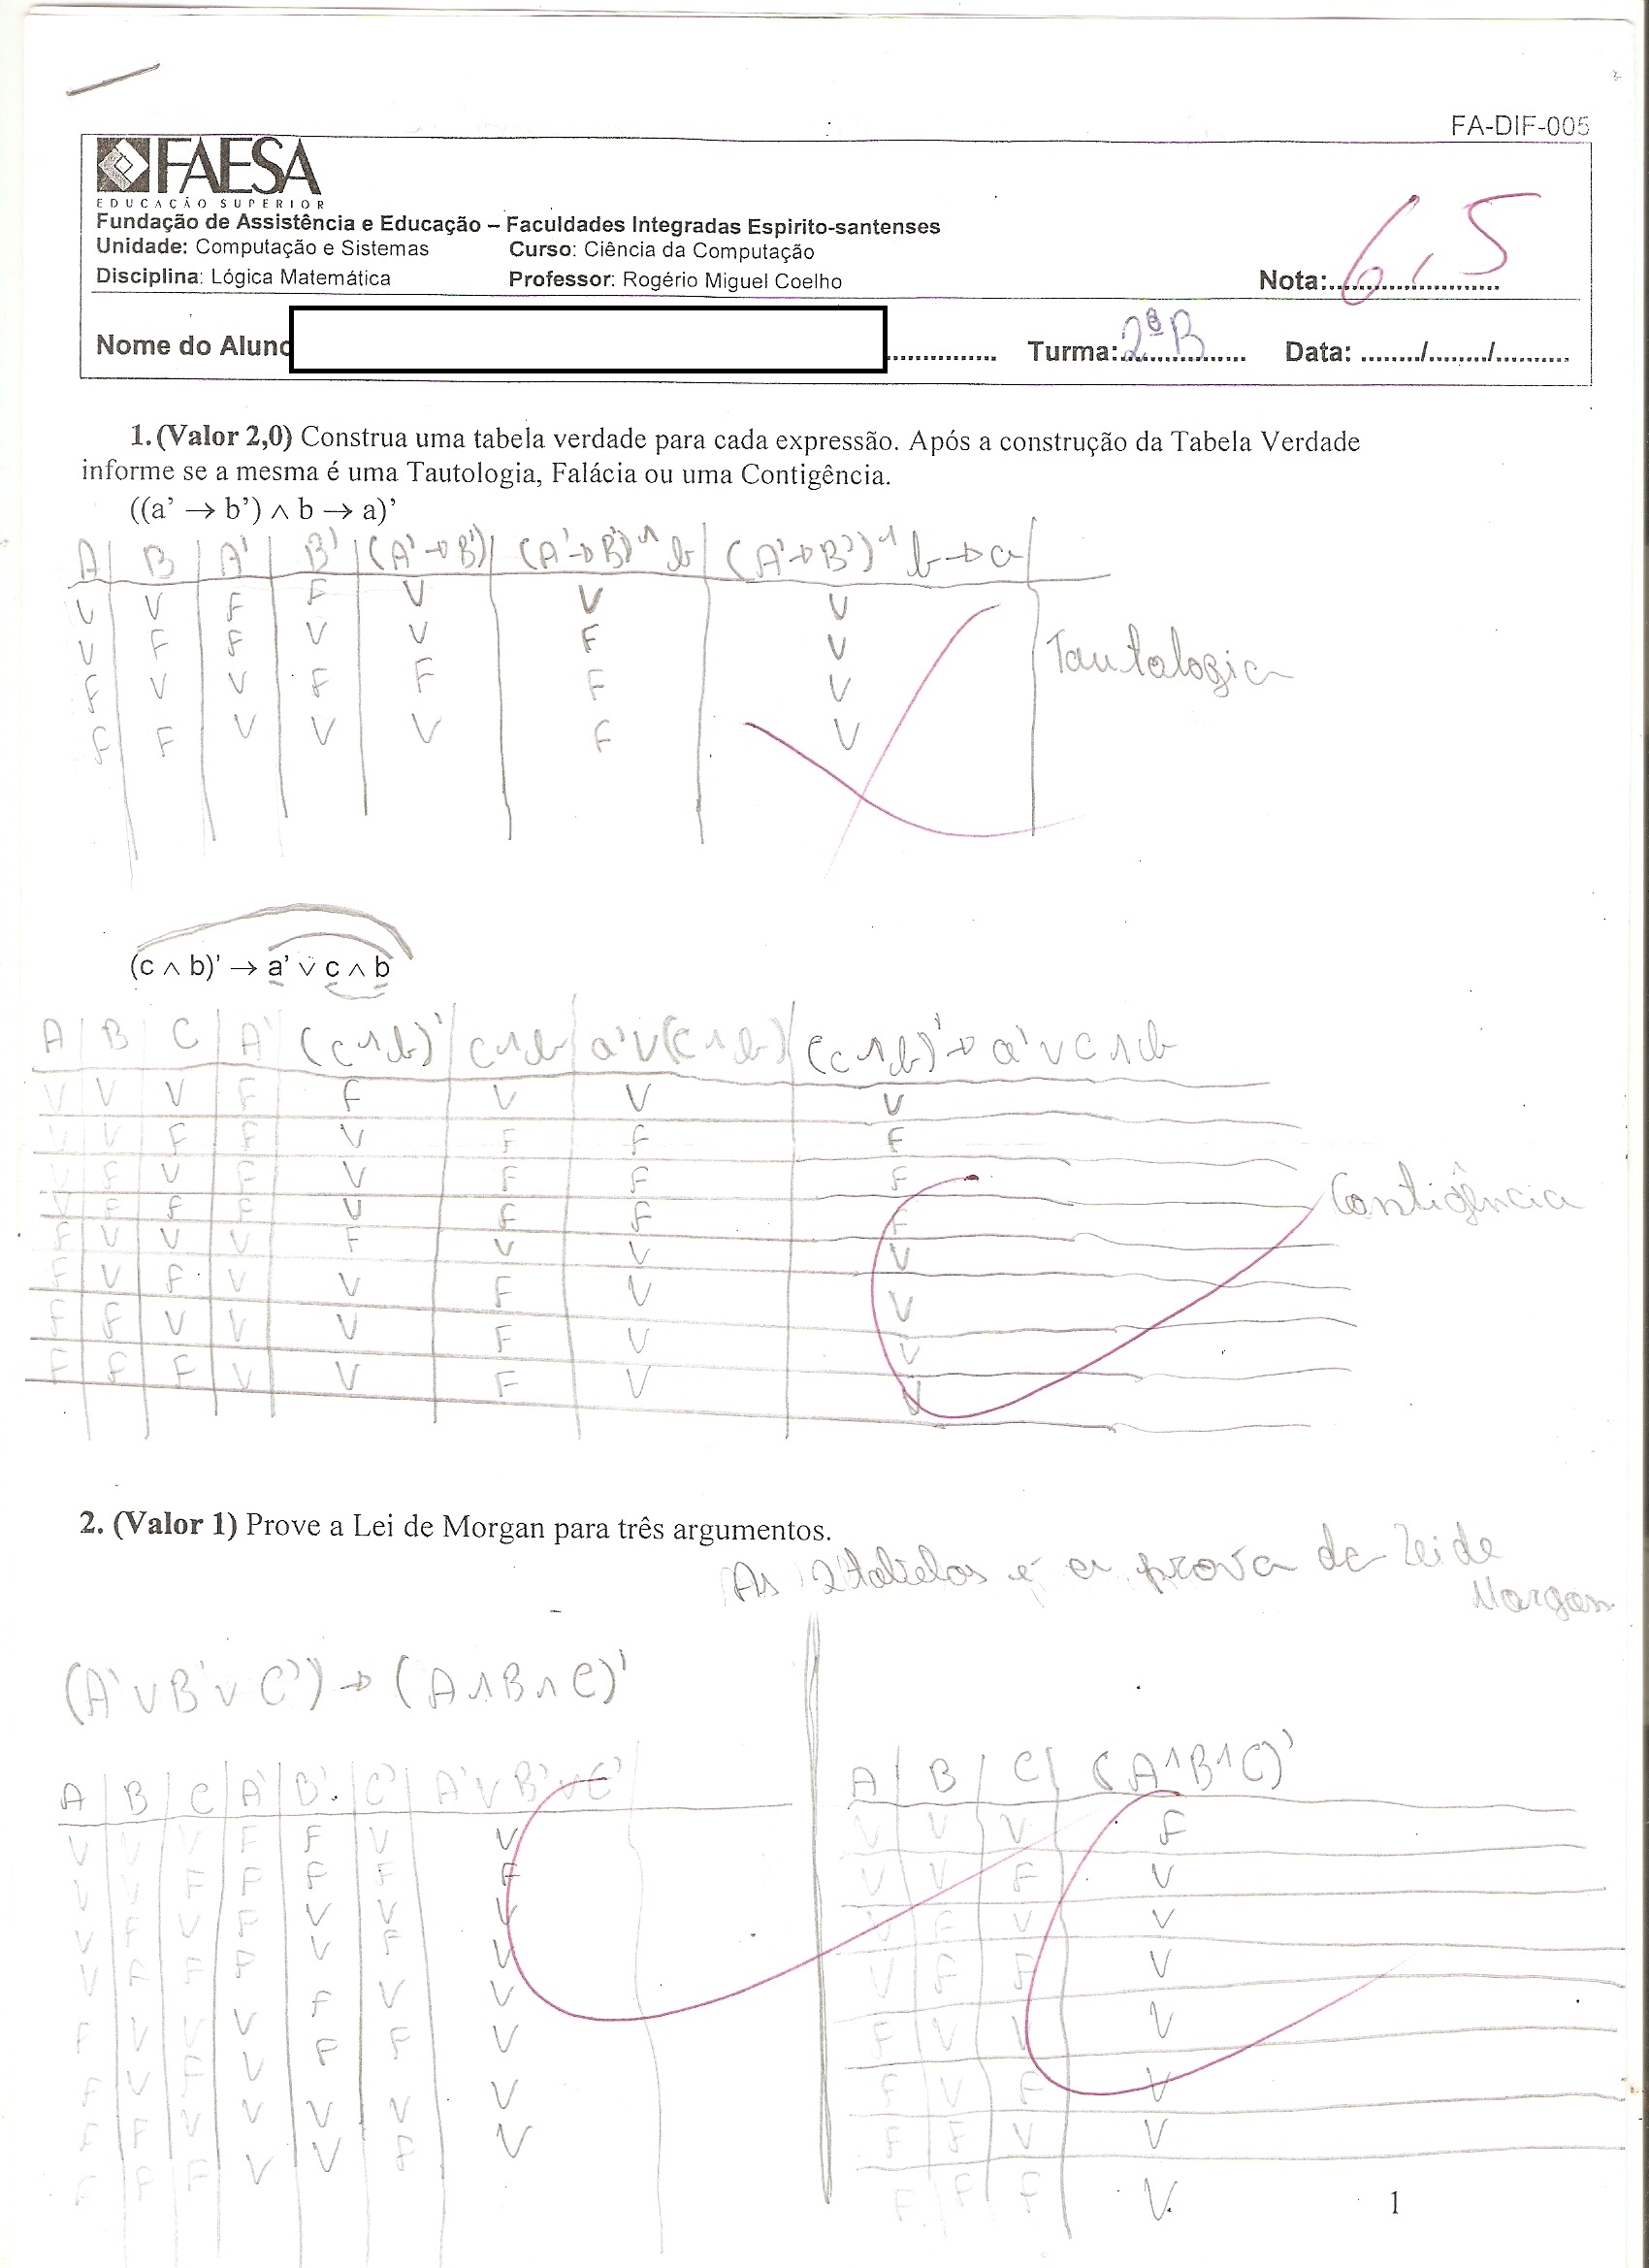 FA-DIF-005
FAESA
EDUCAÇÃO SUPERIOR
Fundação de Assistência e Educação – Faculdades Integradas Espirito-santenses
Unidade: Computação e Sistemas Curso: Ciência da Computação
Disciplina: Lógica Matemática Professor: Rogério Miguel Coelho Nota:........................ 6,5
Nome do Aluno ............... Turma:.................. 2ºB Data: ......../......../..........
1.(Valor 2,0) Construa uma tabela verdade para cada expressão. Após a construção da Tabela Verdade
informe se a mesma é uma Tautologia, Falácia ou uma Contigência.
((a' → b') ∧ b → a)'
A B A' B' (A'→B') (A'→B')∧b (A'→B')∧b→a
V V F F V V V
V F F V V F V
F V V F F F V
F F V V V F V
Tautologia
(c ∧ b)' → a' ∨ c ∧ b
A B C A' (c∧b)' c∧b a'∨(c∧b) (c∧b)'→a'∨c∧b
V V V F F V V V
V V F F V F F F
V F V F V F F F
V F F F V F F F
F V V V F V V V
F V F V V F V V
F F V V V F V V
F F F V V F V V
Contigência
2. (Valor 1) Prove a Lei de Morgan para três argumentos.
As 2 tabelas é a prova da Lei de
Morgan.
(A'∨B'∨C')→(A∧B∧C)'
A B C A' B' C' A'∨B'∨C'
V V V F F V V
V V F F F F F
V F V F V V V
V F F F V F V
F V V V F V V
F V F V F F V
F F V V V V V
F F F V V F V
A B C (A∧B∧C)'
V V V F
V V F V
V F V V
V F F V
F V V V
F V F V
F F V V
F F F V
1